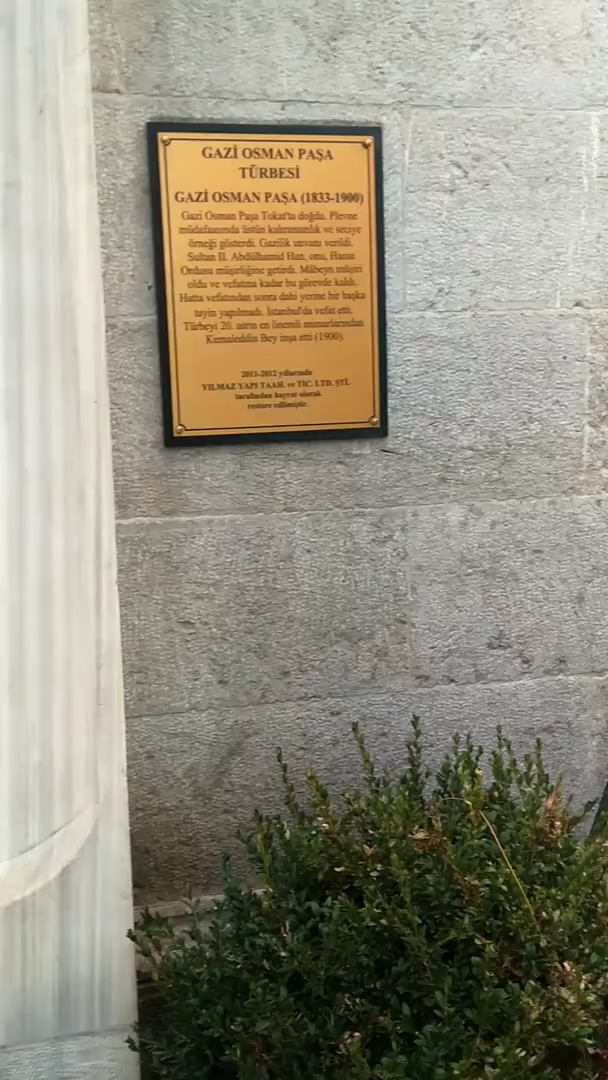 GAZİ OSMAN PAŞA
TÜRBESİ
GAZİ OSMAN PAŞA (1833-1900)
Gazi Osman Paşa Tokat'ta doğdu. Plevne
müdafaasında üstün kahramanlık ve seciye
örneği gösterdi. Gazilik unvanı verildi.
Sultan II. Abdülhamid Han, onu, Hassa
Ordusu müşirliğine getirdi. Mâbeyn müşiri
oldu ve vefatına kadar bu görevde kaldı.
Hatta vefatından sonra dahi yerine bir başka
tayin yapılmadı. İstanbul'da vefat etti.
Türbeyi 20. asrın en önemli mimarlarından
Kemaleddin Bey inşa etti (1900).
2011-2012 yıllarında
YILMAZ YAPI TAAH. ve TİC. LTD. ŞTİ.
tarafından hayrat olarak
restore edilmiştir.